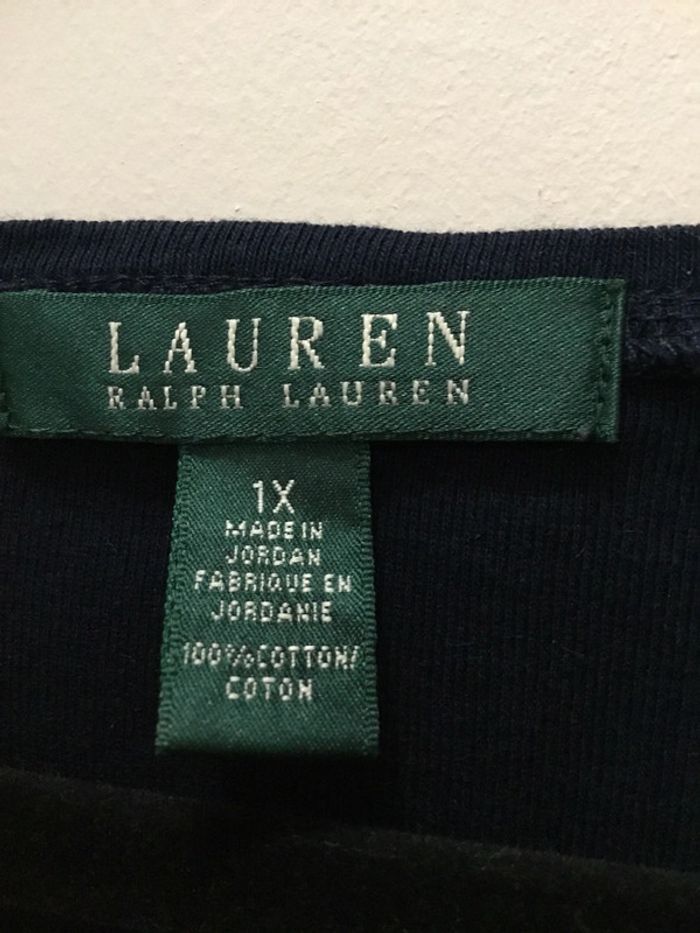 LAUREN
RALPH LAUREN
1X
MADE IN
JORDAN
FABRIQUE EN
JORDANIE
100%COTTON/
COTON